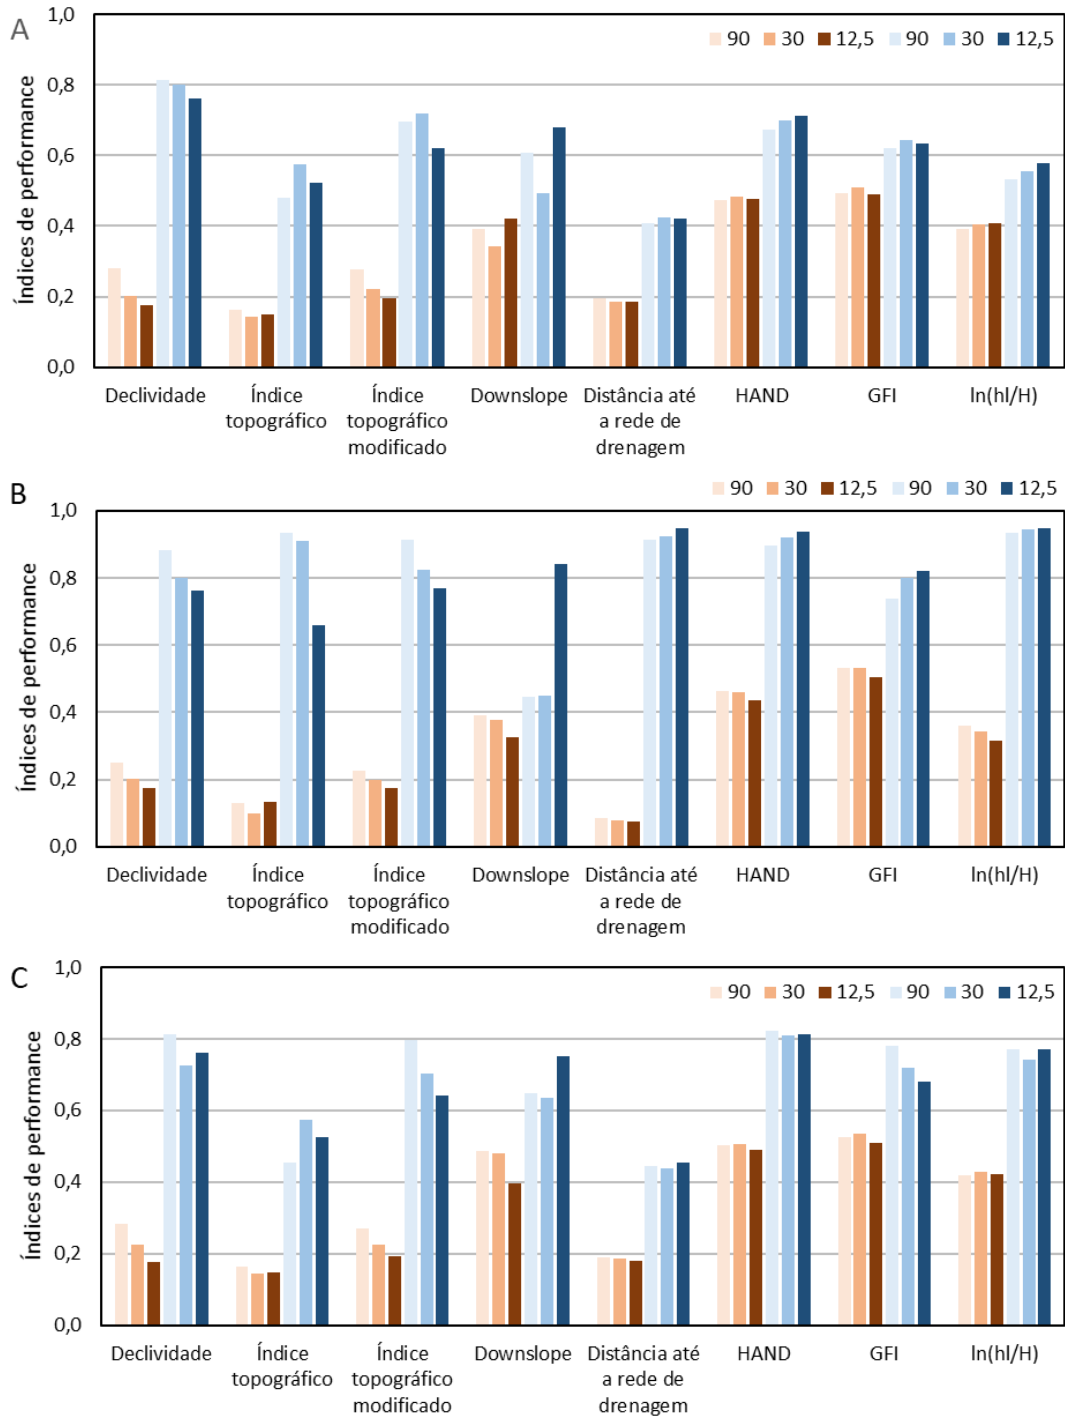 A
90 30 12,5 90 30 12,5
Índices de performance
1,0
0,8
0,6
0,4
0,2
0,0
Declividade
Índice
topográfico
Índice
topográfico
modificado
Downslope
Distância até
a rede de
drenagem
HAND
GFI
ln(hl/H)
B
90 30 12,5 90 30 12,5
Índices de performance
1,0
0,8
0,6
0,4
0,2
0,0
Declividade
Índice
topográfico
Índice
topográfico
modificado
Downslope
Distância até
a rede de
drenagem
HAND
GFI
ln(hl/H)
C
90 30 12,5 90 30 12,5
Índices de performance
1,0
0,8
0,6
0,4
0,2
0,0
Declividade
Índice
topográfico
Índice
topográfico
modificado
Downslope
Distância até
a rede de
drenagem
HAND
GFI
ln(hl/H)